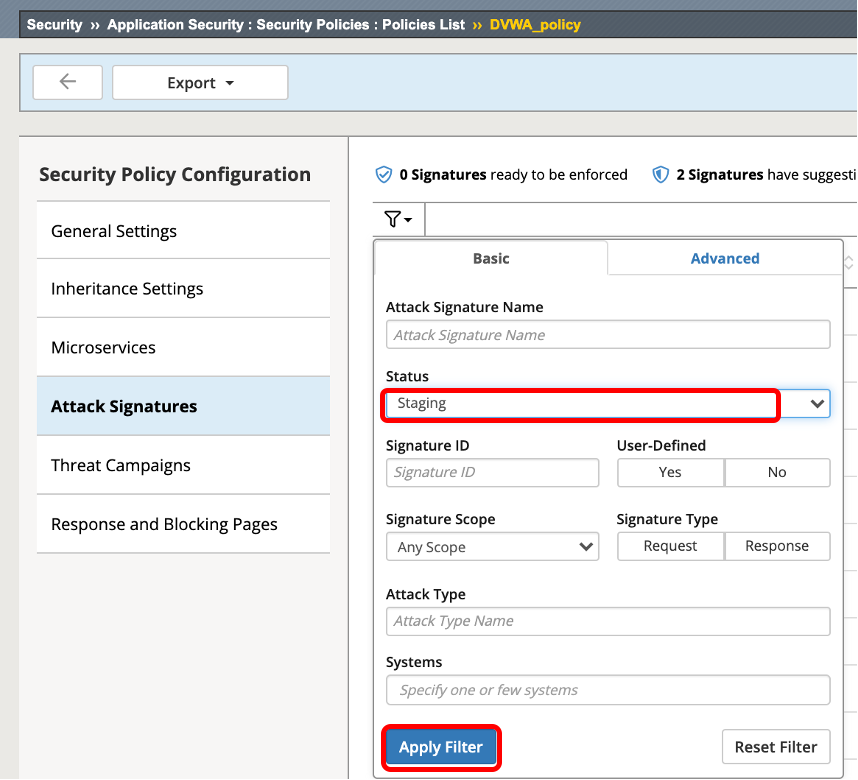 Security » Application Security : Security Policies : Policies List » DVWA_policy
Export
Security Policy Configuration
General Settings
Inheritance Settings
Microservices
Attack Signatures
Threat Campaigns
Response and Blocking Pages
0 Signatures ready to be enforced
2 Signatures have suggesti
Basic
Advanced
Attack Signature Name
Attack Signature Name
Status
Staging
Signature ID
User-Defined
Signature ID
Yes
No
Signature Scope
Signature Type
Any Scope
Request
Response
Attack Type
Attack Type Name
Systems
Specify one or few systems
Apply Filter
Reset Filter